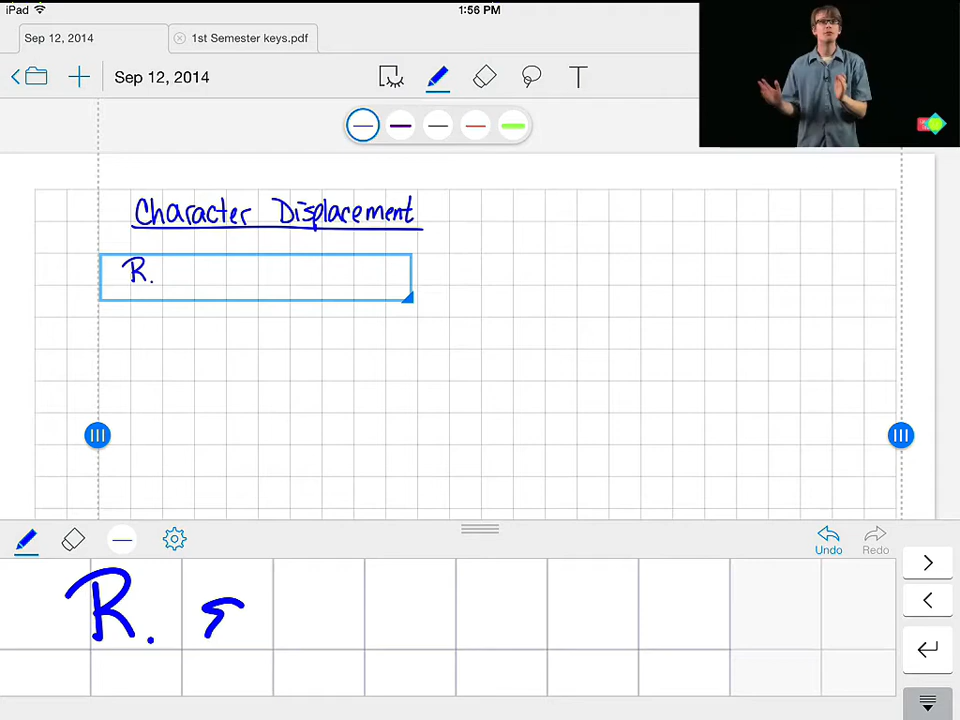 iPad 1:56 PM
Sep 12, 2014 1st Semester keys.pdf
Sep 12, 2014 T
Character Displacement
R.
Undo Redo
R.